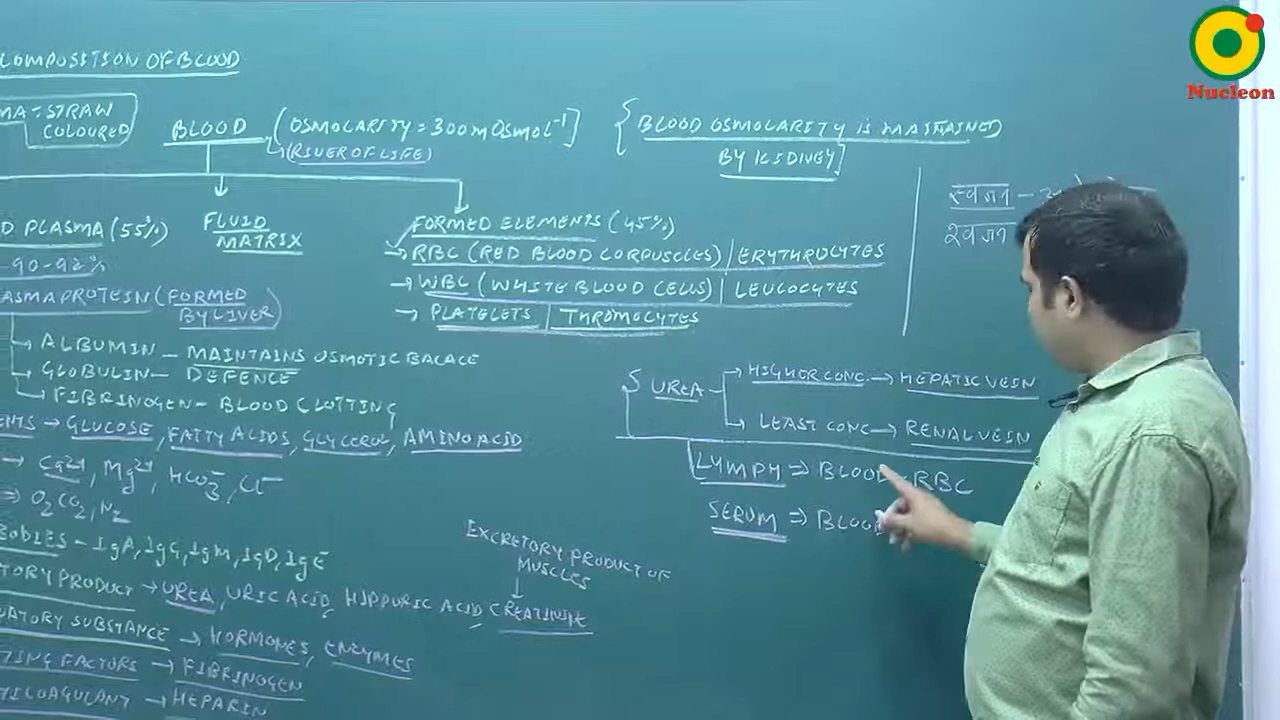 COMPOSITION OF BLOOD
MA = STRAW
COLOURED
BLOOD
[OSMOLARITY = 300 mOsmol⁻¹]
(RIVER OF LIFE)
{BLOOD OSMOLARITY IS MAINTAINED
BY KIDNEY]
D PLASMA (55%)
FLUID
MATRIX
FORMED ELEMENTS (45%)
→ RBC (RED BLOOD CORPUSCLES) | ERYTHROCYTES
→ WBC (WHITE BLOOD CELLS) | LEUCOCYTES
→ PLATELETS | THROMOCYTES
- 90-92%
ASMA PROTEIN (FORMED
BY LIVER)
→ ALBUMIN – MAINTAINS OSMOTIC BALACE
→ GLOBULIN – DEFENCE
→ FIBRINOGEN – BLOOD CLOTTING
ENTS → GLUCOSE, FATTY ACIDS, GLYCEROL, AMINO ACID
→ Ca²⁺, Mg²⁺, HCO₃⁻, Cl⁻
⇒ O₂ CO₂, N₂
BODIES – IgA, IgG, IgM, IgD, IgE
TORY PRODUCT → UREA, URIC ACID, HIPPURIC ACID, CREATININE
EXCRETORY PRODUCT OF
MUSCLES
UATORY SUBSTANCE → HORMONES, ENZYMES
TING FACTORS → FIBRINOGEN
TICOAGULANT → HEPARIN
{ UREA → HIGHER CONC. → HEPATIC VEIN
→ LEAST CONC → RENAL VEIN
LYMPH ⇒ BLOOD – RBC
SERUM ⇒ BLOO
स्वजन –
श्वजन
Nucleon